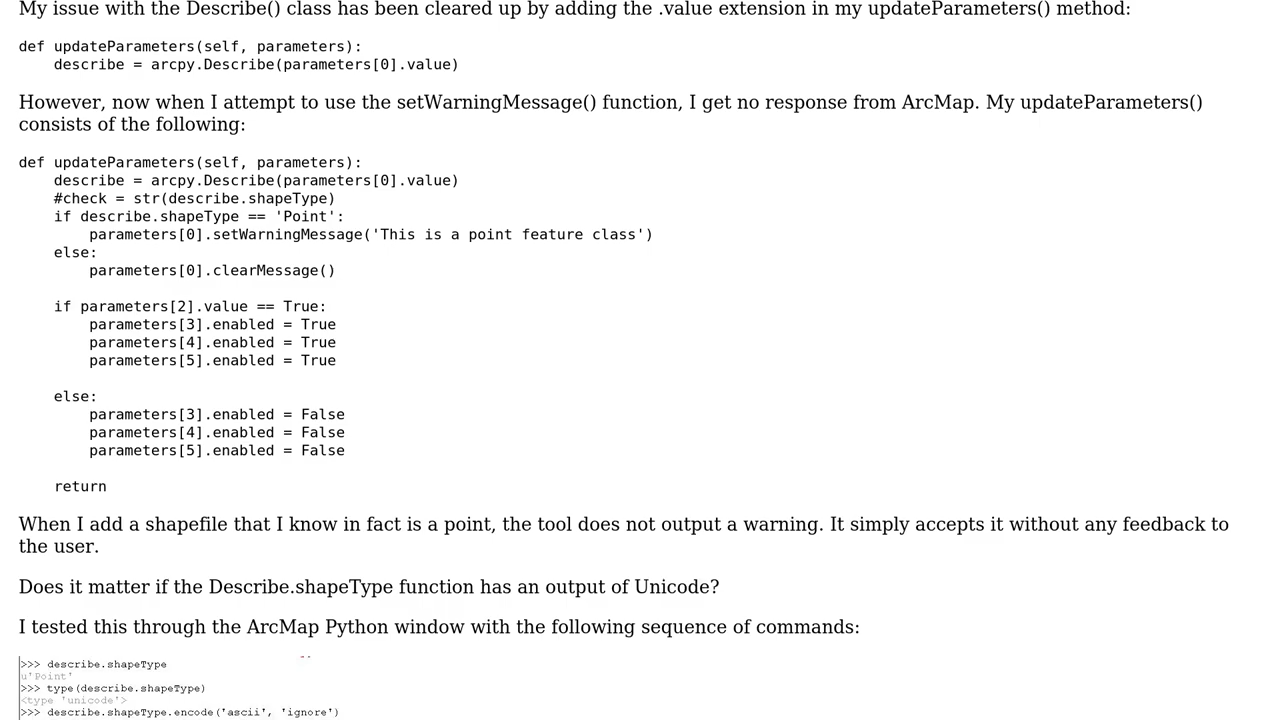 My issue with the Describe() class has been cleared up by adding the .value extension in my updateParameters() method:
def updateParameters(self, parameters):
    describe = arcpy.Describe(parameters[0].value)
However, now when I attempt to use the setWarningMessage() function, I get no response from ArcMap. My updateParameters()
consists of the following:
def updateParameters(self, parameters):
    describe = arcpy.Describe(parameters[0].value)
    #check = str(describe.shapeType)
    if describe.shapeType == 'Point':
        parameters[0].setWarningMessage('This is a point feature class')
    else:
        parameters[0].clearMessage()
    if parameters[2].value == True:
        parameters[3].enabled = True
        parameters[4].enabled = True
        parameters[5].enabled = True
    else:
        parameters[3].enabled = False
        parameters[4].enabled = False
        parameters[5].enabled = False
    return
When I add a shapefile that I know in fact is a point, the tool does not output a warning. It simply accepts it without any feedback to
the user.
Does it matter if the Describe.shapeType function has an output of Unicode?
I tested this through the ArcMap Python window with the following sequence of commands:
>>> describe.shapeType
u'Point'
>>> type(describe.shapeType)
<type 'unicode'>
>>> describe.shapeType.encode('ascii', 'ignore')